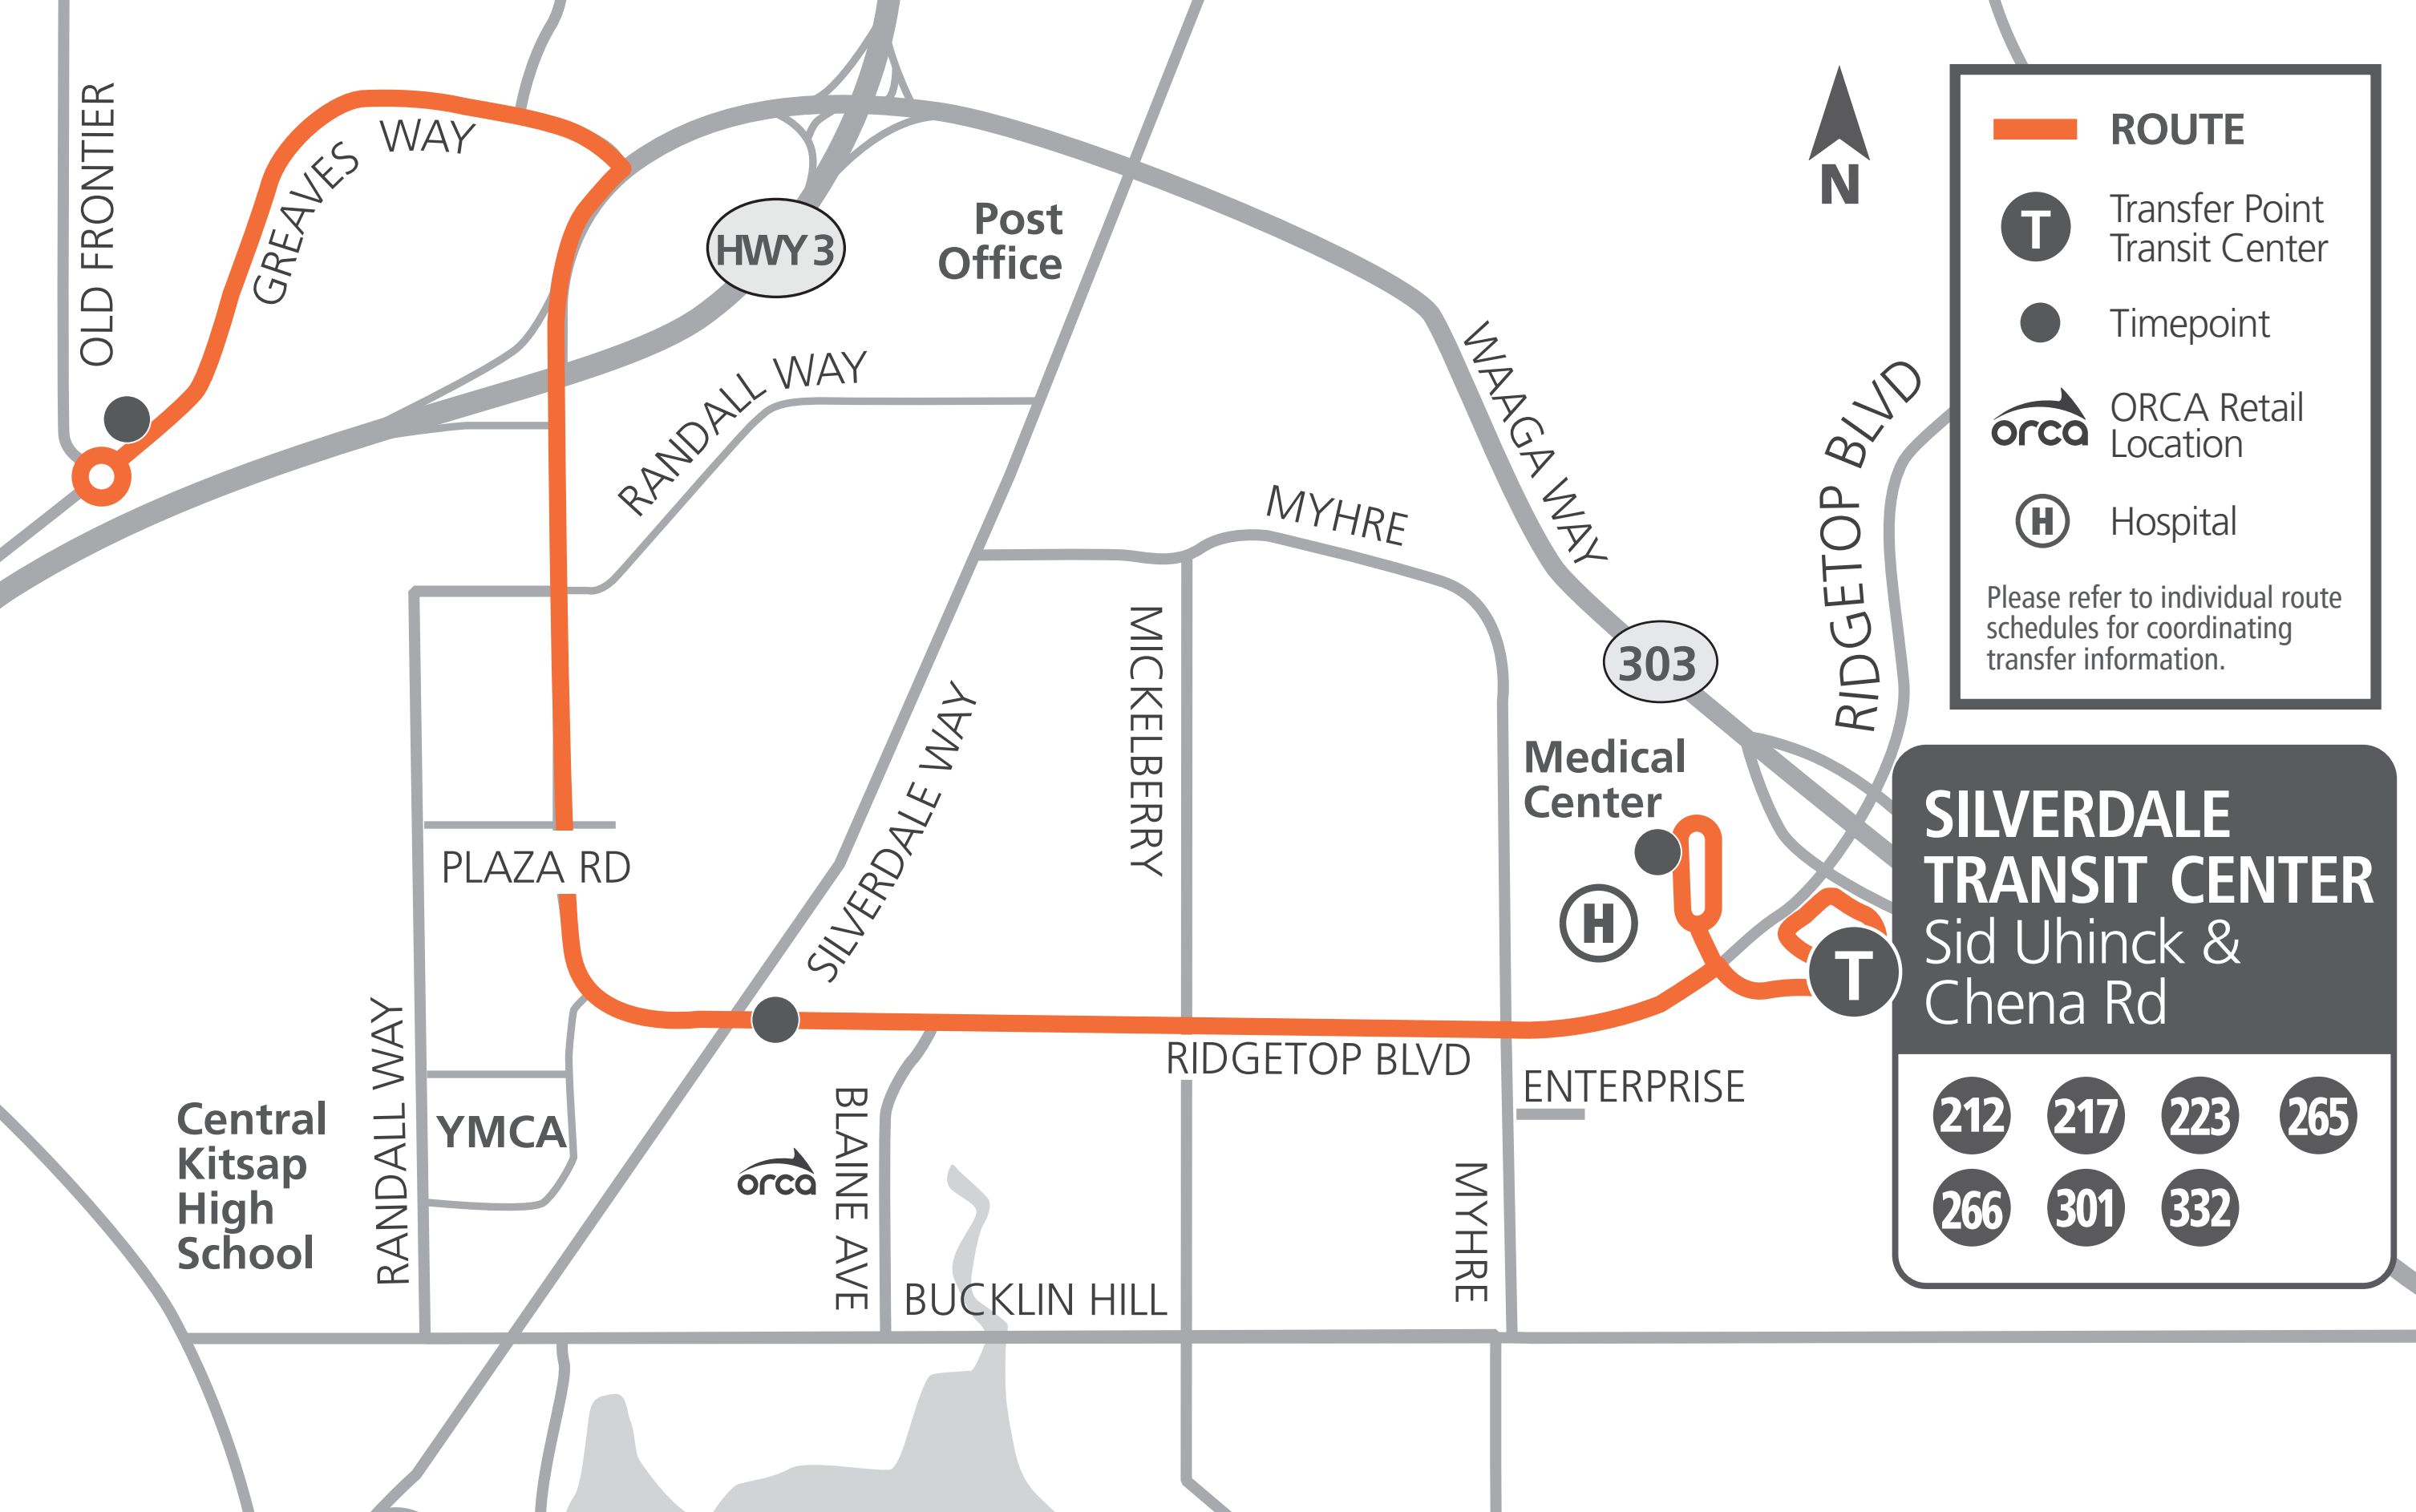 OLD FRONTIER
GREAVES WAY
HWY 3
Post
Office
RANDALL WAY
WAAGA WAY
MYHRE
MICKELBERRY
SILVERDALE WAY
303
RIDGETOP BLVD
N
ROUTE
T
Transfer Point
Transit Center
Timepoint
orca
ORCA Retail
Location
H
Hospital
Please refer to individual route
schedules for coordinating
transfer information.
Medical
Center
H
T
SILVERDALE
TRANSIT CENTER
Sid Uhinck &
Chena Rd
212
217
223
265
266
301
332
PLAZA RD
RIDGETOP BLVD
ENTERPRISE
RANDALL WAY
Central
Kitsap
High
School
YMCA
orca
BLAINE AVE
BUCKLIN HILL
MYHRE